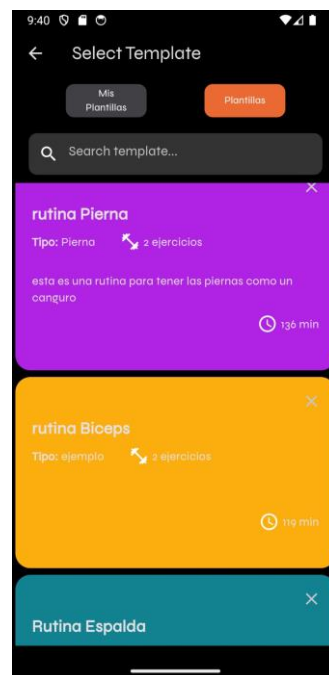 9:40
Select Template
Mis
Plantillas
Plantillas
Search template...
rutina Pierna
Tipo: Pierna 2 ejercicios
esta es una rutina para tener las piernas como un
canguro
136 min
rutina Biceps
Tipo: ejemplo 2 ejercicios
119 min
Rutina Espalda